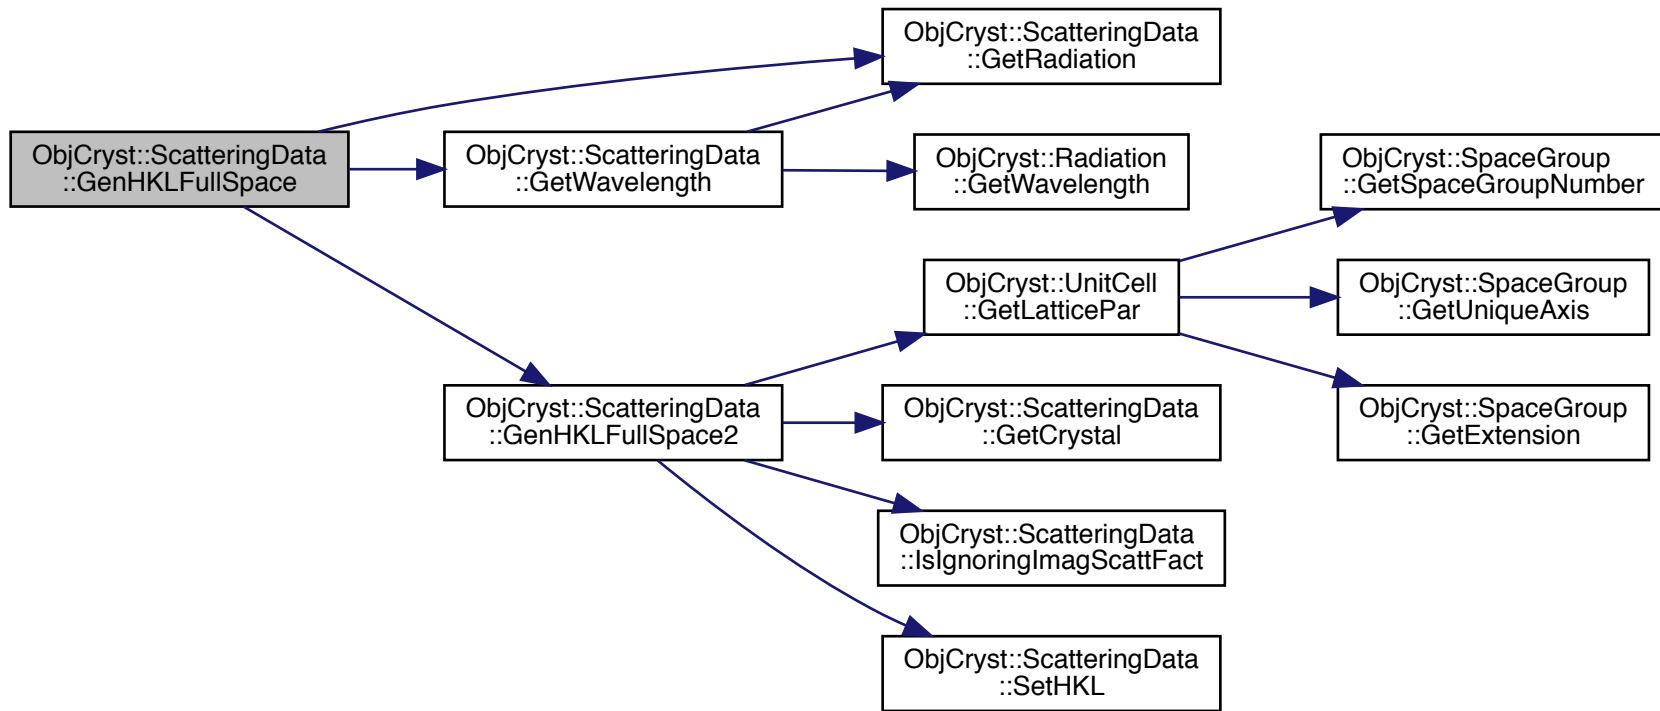 ObjCryst::ScatteringData
::GetRadiation
ObjCryst::ScatteringData
::GenHKLFullSpace
ObjCryst::ScatteringData
::GetWavelength
ObjCryst::Radiation
::GetWavelength
ObjCryst::SpaceGroup
::GetSpaceGroupNumber
ObjCryst::UnitCell
::GetLatticePar
ObjCryst::SpaceGroup
::GetUniqueAxis
ObjCryst::ScatteringData
::GenHKLFullSpace2
ObjCryst::ScatteringData
::GetCrystal
ObjCryst::SpaceGroup
::GetExtension
ObjCryst::ScatteringData
::IsIgnoringImagScattFact
ObjCryst::ScatteringData
::SetHKL